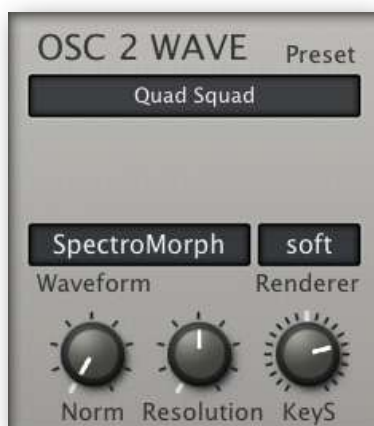 OSC 2 WAVE Preset
Quad Squad
SpectroMorph soft
Waveform Renderer
Norm Resolution KeyS